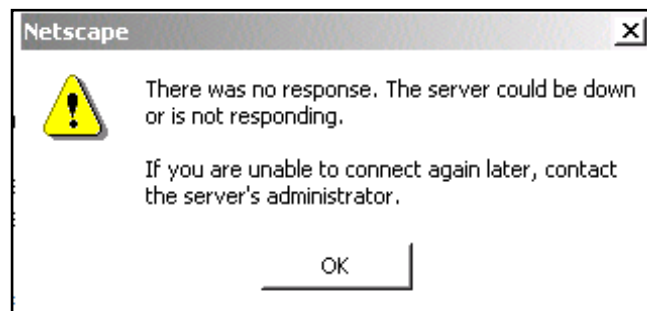 Netscape
There was no response. The server could be down
or is not responding.
If you are unable to connect again later, contact
the server's administrator.
OK